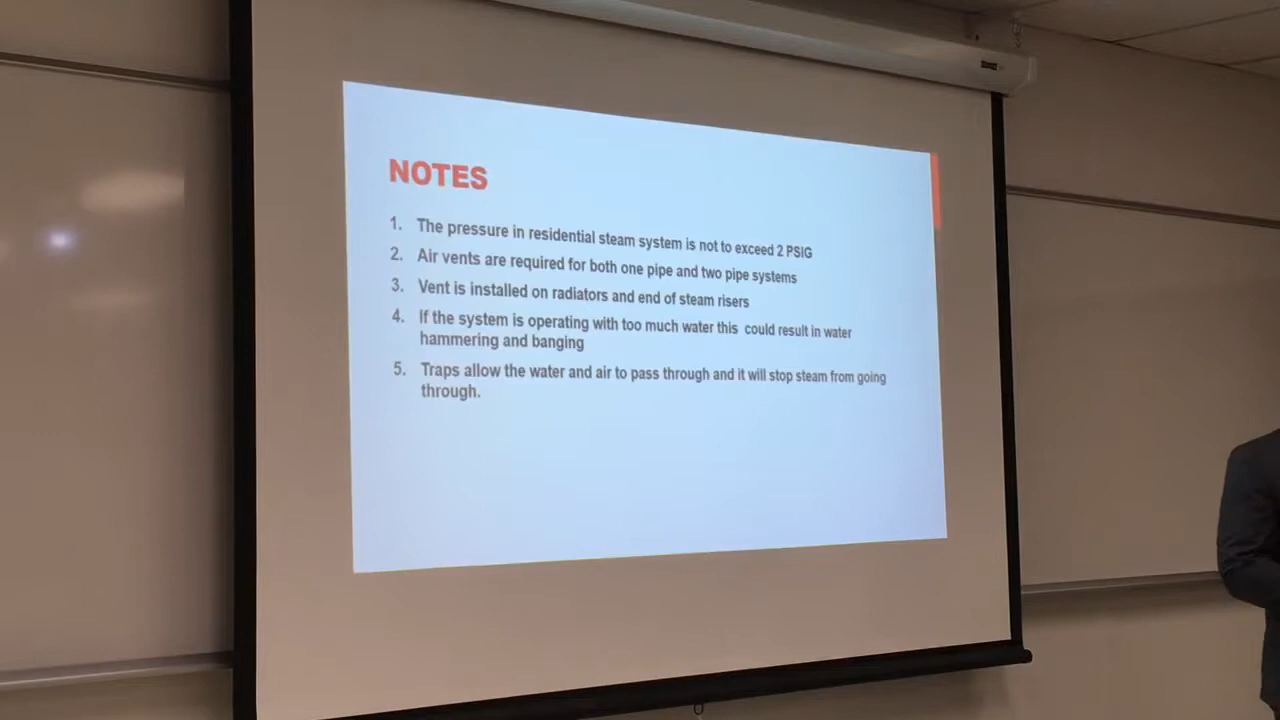 NOTES
1. The pressure in residential steam system is not to exceed 2 PSIG
2. Air vents are required for both one pipe and two pipe systems
3. Vent is installed on radiators and end of steam risers
4. If the system is operating with too much water this could result in water
hammering and banging
5. Traps allow the water and air to pass through and it will stop steam from going
through.